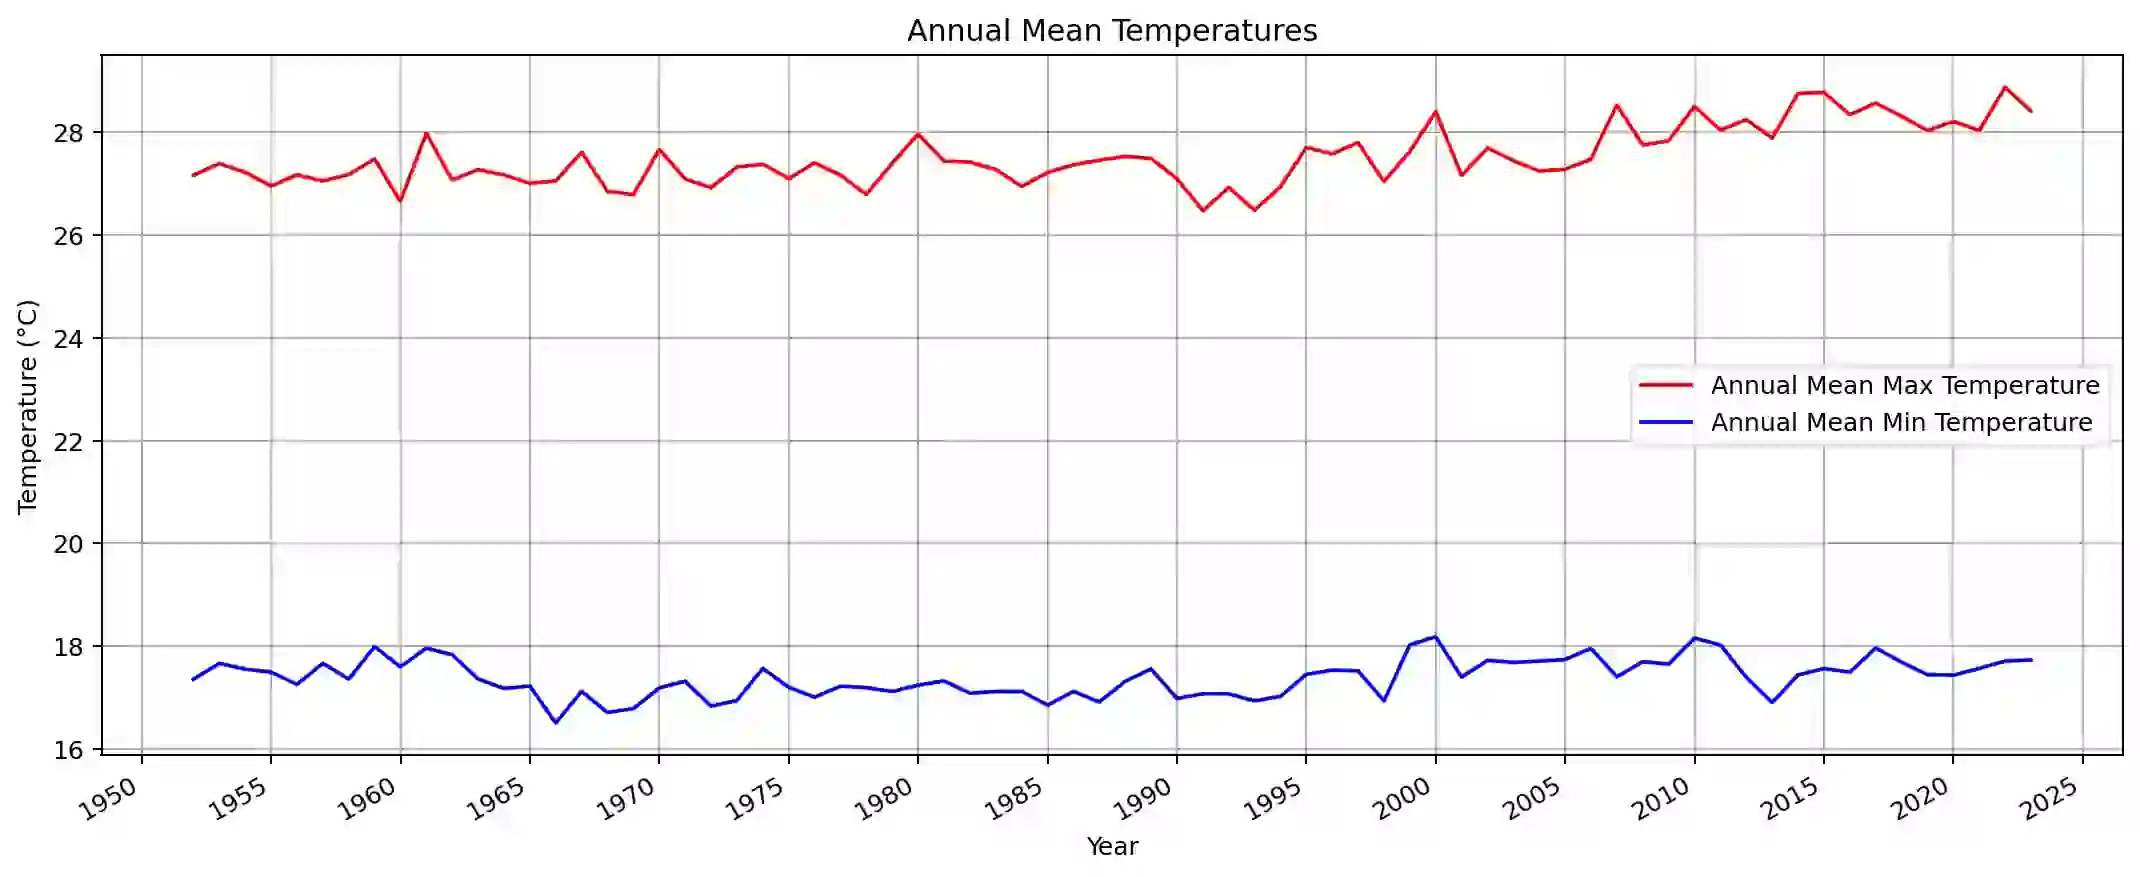 Annual Mean Temperatures
28
26
24
22
20
18
16
Temperature (°C)
Annual Mean Max Temperature
Annual Mean Min Temperature
1950 1955 1960 1965 1970 1975 1980 1985 1990 1995 2000 2005 2010 2015 2020 2025
Year